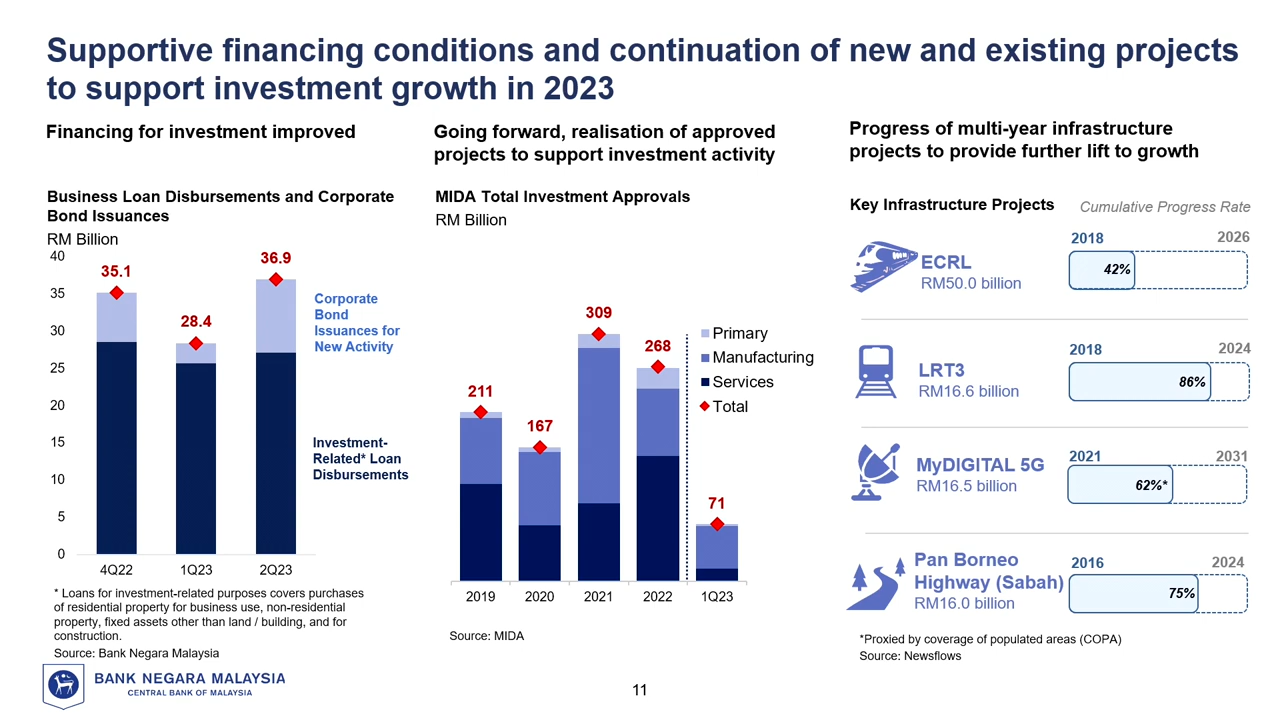 Supportive financing conditions and continuation of new and existing projects
to support investment growth in 2023
Financing for investment improved
Business Loan Disbursements and Corporate
Bond Issuances
RM Billion
40
35
30
25
20
15
10
5
0
35.1
28.4
36.9
Corporate
Bond
Issuances for
New Activity
Investment-
Related* Loan
Disbursements
4Q22
1Q23
2Q23
* Loans for investment-related purposes covers purchases
of residential property for business use, non-residential
property, fixed assets other than land / building, and for
construction.
Source: Bank Negara Malaysia
Going forward, realisation of approved
projects to support investment activity
MIDA Total Investment Approvals
RM Billion
211
167
309
268
71
Primary
Manufacturing
Services
Total
2019
2020
2021
2022
1Q23
Source: MIDA
Progress of multi-year infrastructure
projects to provide further lift to growth
Key Infrastructure Projects
Cumulative Progress Rate
ECRL
RM50.0 billion
2018
2026
42%
LRT3
RM16.6 billion
2018
2024
86%
MyDIGITAL 5G
RM16.5 billion
2021
2031
62%*
Pan Borneo
Highway (Sabah)
RM16.0 billion
2016
2024
75%
*Proxied by coverage of populated areas (COPA)
Source: Newsflows
BANK NEGARA MALAYSIA
CENTRAL BANK OF MALAYSIA
11